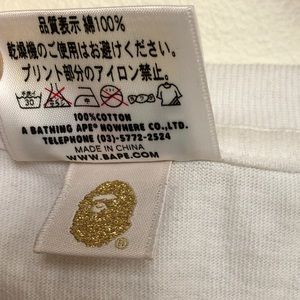 品質表示 綿100%
乾燥機のご使用はお避けください。
プリント部分のアイロン禁止。
100%COTTON
A BATHING APE® NOWHERE CO.,LTD.
TELEPHONE (03)-5772-2524
MADE IN CHINA
WWW.BAPE.COM
®